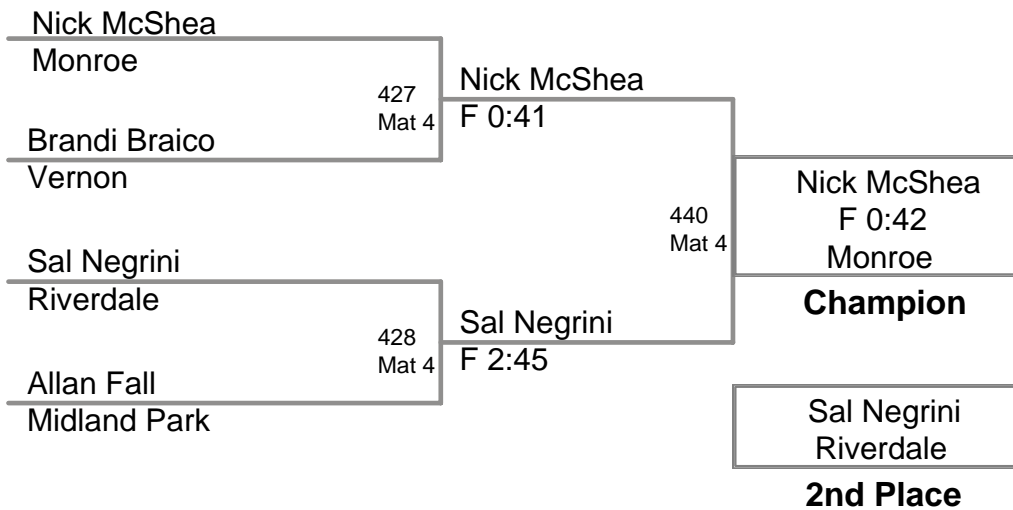 Nick McShea
Monroe
427
Mat 4
Nick McShea
F 0:41
Brandi Braico
Vernon
440
Mat 4
Nick McShea
F 0:42
Monroe
Champion
Sal Negrini
Riverdale
428
Mat 4
Sal Negrini
F 2:45
Allan Fall
Midland Park
Sal Negrini
Riverdale
2nd Place